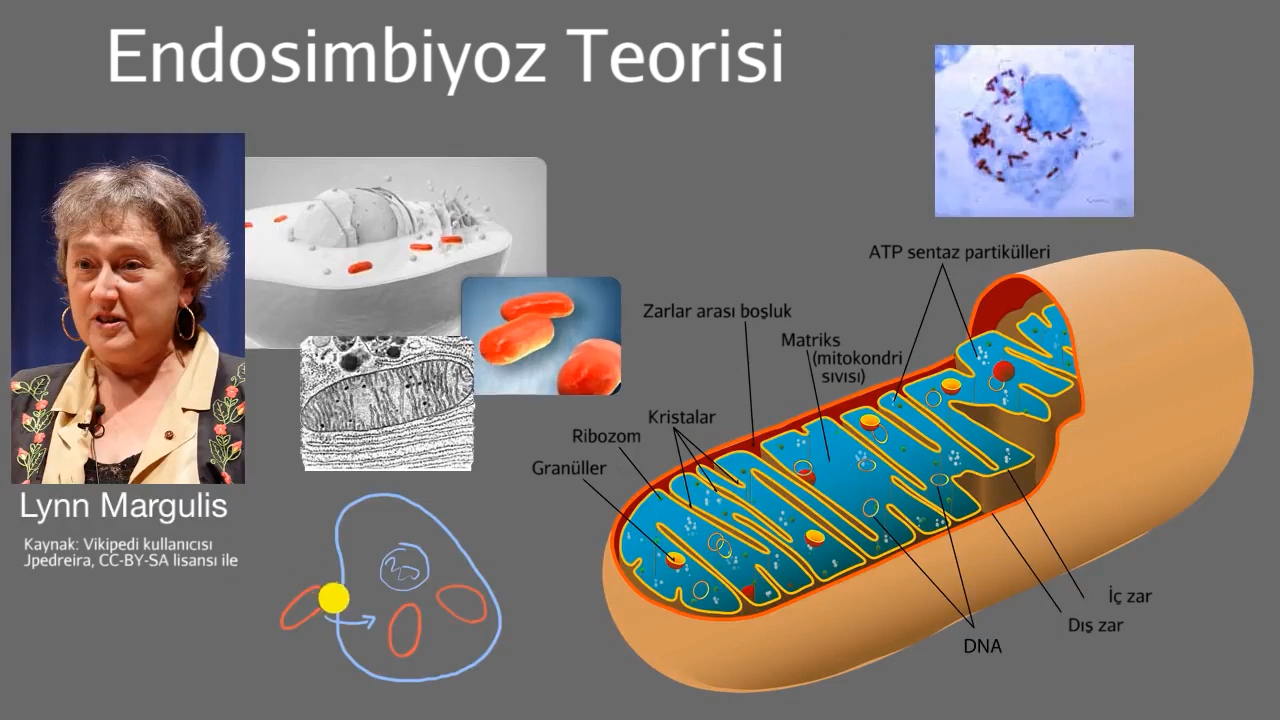 Endosimbiyoz Teorisi
ATP sentaz partikülleri
Zarlar arası boşluk
Matriks
(mitokondri
sıvısı)
Kristalar
Ribozom
Granüller
Lynn Margulis
Kaynak: Vikipedi kullanıcısı
Jpedreira, CC-BY-SA lisansı ile
İç zar
Dış zar
DNA